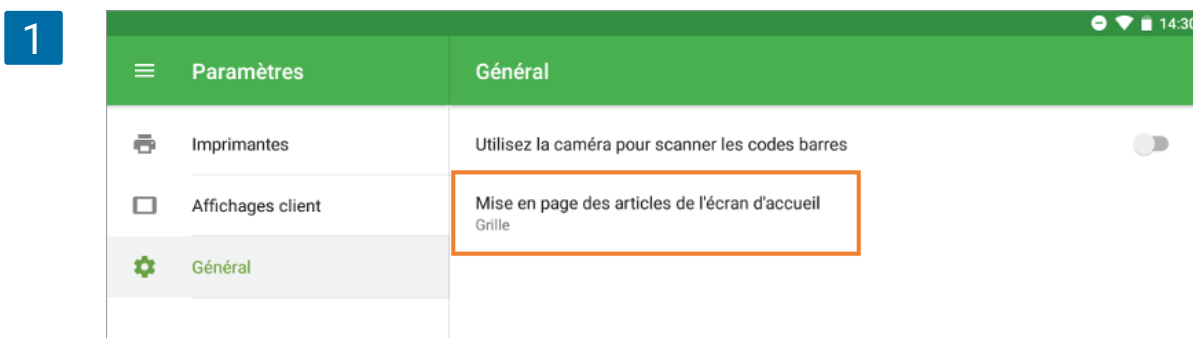 1
14:30
Paramètres
Général
Imprimantes
Utilisez la caméra pour scanner les codes barres
Affichages client
Mise en page des articles de l'écran d'accueil
Grille
Général